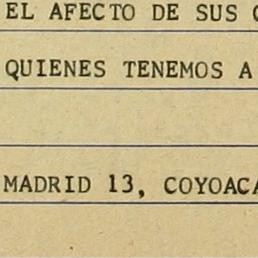 EL AFECTO DE SUS
QUIENES TENEMOS A
MADRID 13, COYOACA